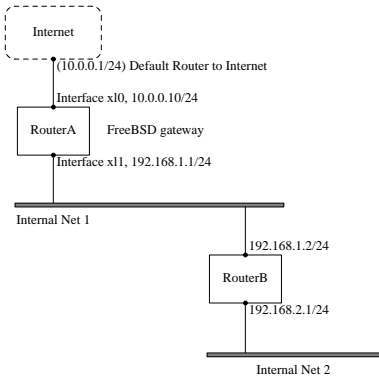 Internet
(10.0.0.1/24) Default Router to Internet
Interface xl0, 10.0.0.10/24
RouterA
FreeBSD gateway
Interface xl1, 192.168.1.1/24
Internal Net 1
192.168.1.2/24
RouterB
192.168.2.1/24
Internal Net 2